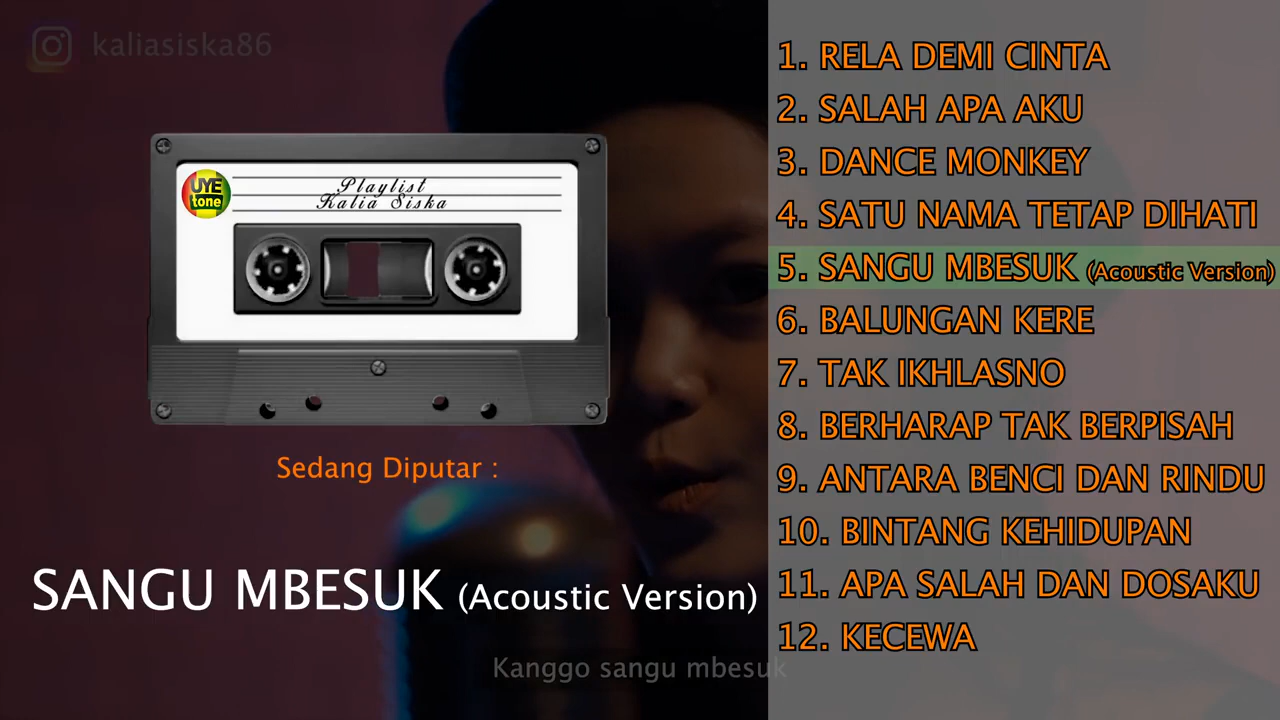 kaliasiska86
UYE
tone
Playlist
Kalia Siska
Sedang Diputar :
SANGU MBESUK (Acoustic Version)
Kanggo sangu mbesuk
1. RELA DEMI CINTA
2. SALAH APA AKU
3. DANCE MONKEY
4. SATU NAMA TETAP DIHATI
5. SANGU MBESUK (Acoustic Version)
6. BALUNGAN KERE
7. TAK IKHLASNO
8. BERHARAP TAK BERPISAH
9. ANTARA BENCI DAN RINDU
10. BINTANG KEHIDUPAN
11. APA SALAH DAN DOSAKU
12. KECEWA